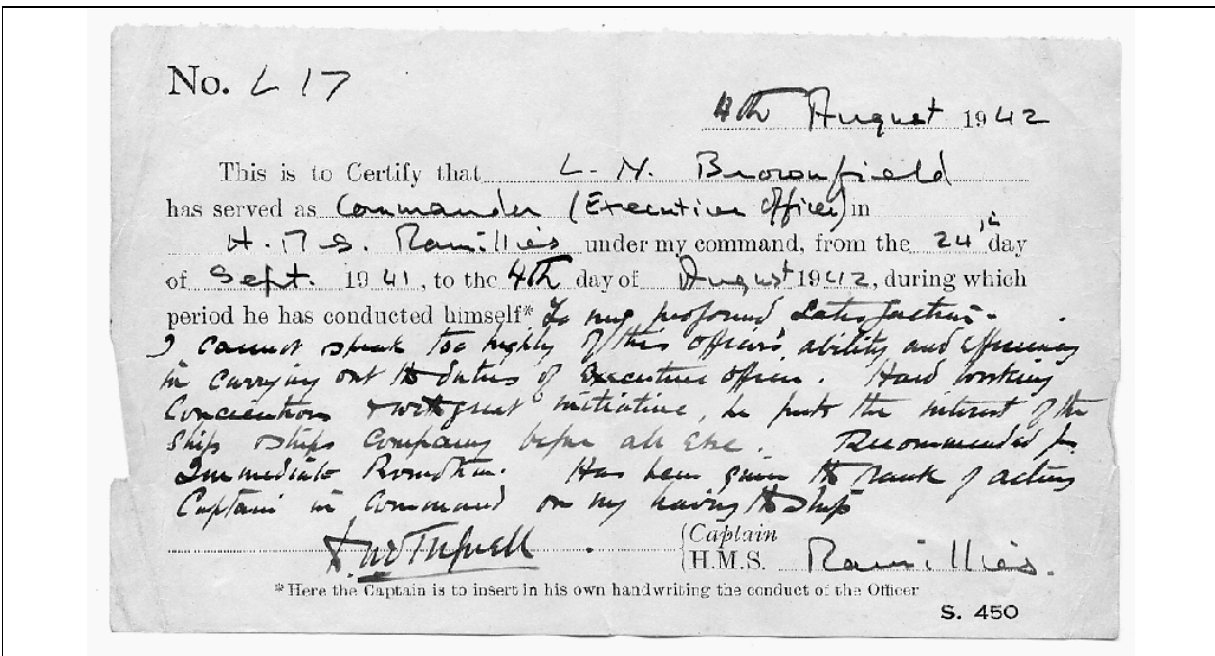 No. L 17
4th August 1942
This is to Certify that L. N. Brownfield
has served as Commander (Executive Officer) in
H.M.S. Ramillies under my command, from the 24th day
of Sept. 1941, to the 4th day of August 1942, during which
period he has conducted himself* To my profound satisfaction.
I cannot speak too highly of this officer's ability and efficiency
in carrying out the duties of Executive officer. Hard working
Conscientious & with great initiative, he puts the interest of the
ship & ships company before all else. Recommended for
Immediate Promotion. Has been given the rank of acting
Captain in Command on my leaving the ship
{Captain
{H.M.S. Ramillies.
*Here the Captain is to insert in his own handwriting the conduct of the Officer
S. 450